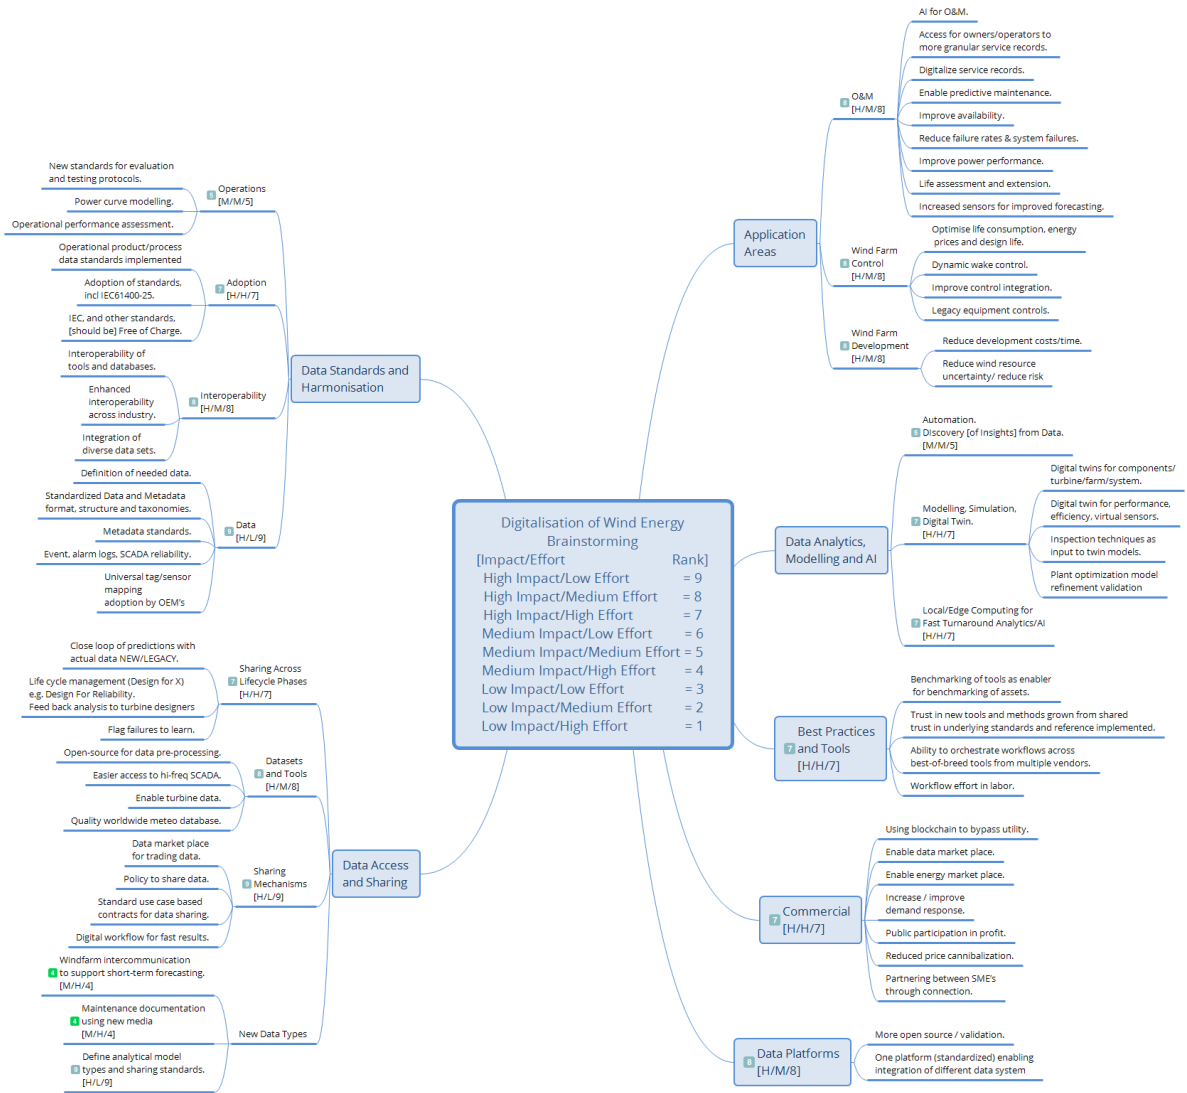 Digitalisation of Wind Energy
Brainstorming
[Impact/Effort Rank]
High Impact/Low Effort = 9
High Impact/Medium Effort = 8
High Impact/High Effort = 7
Medium Impact/Low Effort = 6
Medium Impact/Medium Effort = 5
Medium Impact/High Effort = 4
Low Impact/Low Effort = 3
Low Impact/Medium Effort = 2
Low Impact/High Effort = 1
Application
Areas
8 O&M
[H/M/8]
AI for O&M.
Access for owners/operators to
more granular service records.
Digitalize service records.
Enable predictive maintenance.
Improve availability.
Reduce failure rates & system failures.
Improve power performance.
Life assessment and extension.
Increased sensors for improved forecasting.
Wind Farm
8 Control
[H/M/8]
Optimise life consumption, energy
prices and design life.
Dynamic wake control.
Improve control integration.
Legacy equipment controls.
Wind Farm
8 Development
[H/M/8]
Reduce development costs/time.
Reduce wind resource
uncertainty/ reduce risk
Data Analytics,
Modelling and AI
Automation.
5 Discovery [of Insights] from Data.
[M/M/5]
Modelling, Simulation,
7 Digital Twin.
[H/H/7]
Digital twins for components/
turbine/farm/system.
Digital twin for performance,
efficiency, virtual sensors.
Inspection techniques as
input to twin models.
Plant optimization model
refinement validation
Local/Edge Computing for
7 Fast Turnaround Analytics/AI
[H/H/7]
Best Practices
7 and Tools
[H/H/7]
Benchmarking of tools as enabler
for benchmarking of assets.
Trust in new tools and methods grown from shared
trust in underlying standards and reference implemented.
Ability to orchestrate workflows across
best-of-breed tools from multiple vendors.
Workflow effort in labor.
7 Commercial
[H/H/7]
Using blockchain to bypass utility.
Enable data market place.
Enable energy market place.
Increase / improve
demand response.
Public participation in profit.
Reduced price cannibalization.
Partnering between SME's
through connection.
8 Data Platforms
[H/M/8]
More open source / validation.
One platform (standardized) enabling
integration of different data system
Data Standards and
Harmonisation
5 Operations
[M/M/5]
New standards for evaluation
and testing protocols.
Power curve modelling.
Operational performance assessment.
7 Adoption
[H/H/7]
Operational product/process
data standards implemented
Adoption of standards,
incl IEC61400-25.
IEC, and other standards,
[should be] Free of Charge.
8 Interoperability
[H/M/8]
Interoperability of
tools and databases.
Enhanced
interoperability
across industry.
Integration of
diverse data sets.
9 Data
[H/L/9]
Definition of needed data.
Standardized Data and Metadata
format, structure and taxonomies.
Metadata standards.
Event, alarm logs, SCADA reliability.
Universal tag/sensor
mapping
adoption by OEM's
Data Access
and Sharing
Sharing Across
7 Lifecycle Phases
[H/H/7]
Close loop of predictions with
actual data NEW/LEGACY.
Life cycle management (Design for X)
e.g. Design For Reliability.
Feed back analysis to turbine designers
Flag failures to learn.
Datasets
8 and Tools
[H/M/8]
Open-source for data pre-processing.
Easier access to hi-freq SCADA.
Enable turbine data.
Quality worldwide meteo database.
Sharing
9 Mechanisms
[H/L/9]
Data market place
for trading data.
Policy to share data.
Standard use case based
contracts for data sharing.
Digital workflow for fast results.
New Data Types
Windfarm intercommunication
4 to support short-term forecasting.
[M/H/4]
Maintenance documentation
4 using new media
[M/H/4]
Define analytical model
9 types and sharing standards.
[H/L/9]